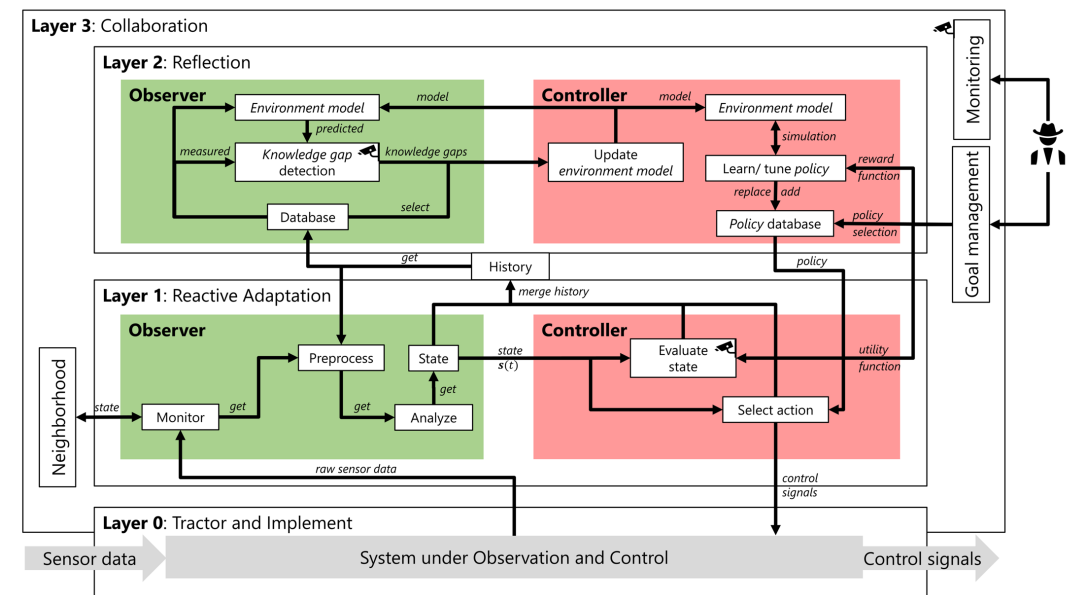 Layer 3: Collaboration
Monitoring
Layer 2: Reflection
Observer
Controller
Environment model
model
model
Environment model
predicted
simulation
measured
Knowledge gap
detection
knowledge gaps
Update
environment model
Learn/ tune policy
reward
function
replace
add
Database
select
Policy database
policy
selection
Goal management
get
History
policy
Layer 1: Reactive Adaptation
merge history
Observer
Controller
Preprocess
State
state
s(t)
Evaluate
state
utility
function
Neighborhood
state
Monitor
get
get
get
Analyze
Select action
raw sensor data
control
signals
Layer 0: Tractor and Implement
Sensor data
System under Observation and Control
Control signals